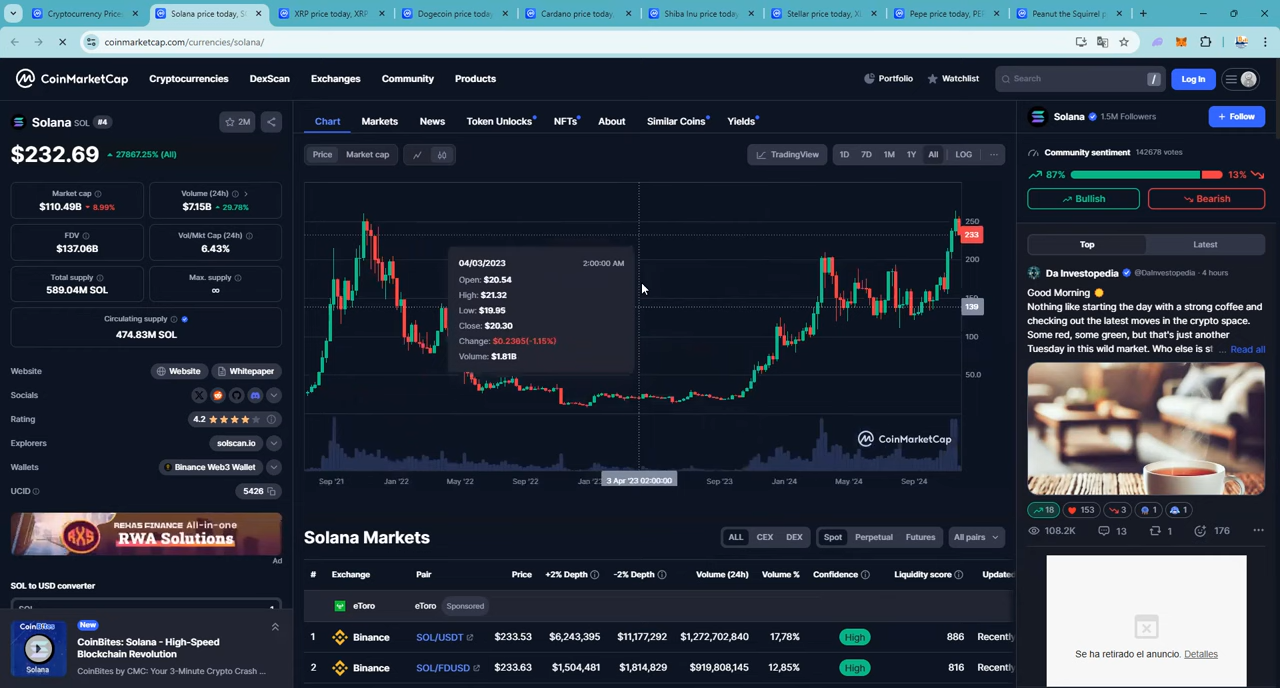 Cryptocurrency Price:
Solana price today, S
XRP price today, XRP
Dogecoin price today
Cardano price today,
Shiba Inu price today
Stellar price today, XL
Pepe price today, PEF
Peanut the Squirrel p
coinmarketcap.com/currencies/solana/
CoinMarketCap Cryptocurrencies DexScan Exchanges Community Products
Portfolio Watchlist Search / Log In
Solana SOL #4 2M
$232.69 27867.25% (All)
Market cap
$110.49B 8.99%
Volume (24h)
$7.15B 29.78%
FDV
$137.06B
Vol/Mkt Cap (24h)
6.43%
Total supply
589.04M SOL
Max. supply
∞
Circulating supply
474.83M SOL
Website Website Whitepaper
Socials
Rating 4.2
Explorers solscan.io
Wallets Binance Web3 Wallet
UCID 5426
REHAS FINANCE All-in-one
RWA Solutions
RXS
Ad
SOL to USD converter
SOL 1
CoinBites
Solana
New
CoinBites: Solana - High-Speed
Blockchain Revolution
CoinBites by CMC: Your 3-Minute Crypto Crash ...
Chart Markets News Token Unlocks NFTs About Similar Coins Yields
Price Market cap
TradingView 1D 7D 1M 1Y All LOG ...
04/03/2023 2:00:00 AM
Open: $20.54
High: $21.32
Low: $19.95
Close: $20.30
Change: $0.2365(-1.15%)
Volume: $1.81B
250
233
200
150
139
100
50.0
CoinMarketCap
Sep '21 Jan '22 May '22 Sep '22 Jan '23 3 Apr '23 02:00:00 Sep '23 Jan '24 May '24 Sep '24
Solana Markets
ALL CEX DEX Spot Perpetual Futures All pairs
# Exchange Pair Price +2% Depth -2% Depth Volume (24h) Volume % Confidence Liquidity score Updated
eToro eToro Sponsored
1 Binance SOL/USDT $233.53 $6,243,395 $11,177,292 $1,272,702,840 17,78% High 886 Recently
2 Binance SOL/FDUSD $233.63 $1,504,481 $1,814,829 $919,808,145 12,85% High 816 Recently
Solana 1.5M Followers + Follow
Community sentiment 142678 votes
87% 13%
Bullish Bearish
Top Latest
Da Investopedia @DaInvestopedia · 4 hours
Good Morning
Nothing like starting the day with a strong coffee and
checking out the latest moves in the crypto space.
Some red, some green, but that's just another
Tuesday in this wild market. Who else is st ... Read all
18 153 3 1 1
108.2K 13 1 176
Se ha retirado el anuncio. Detalles